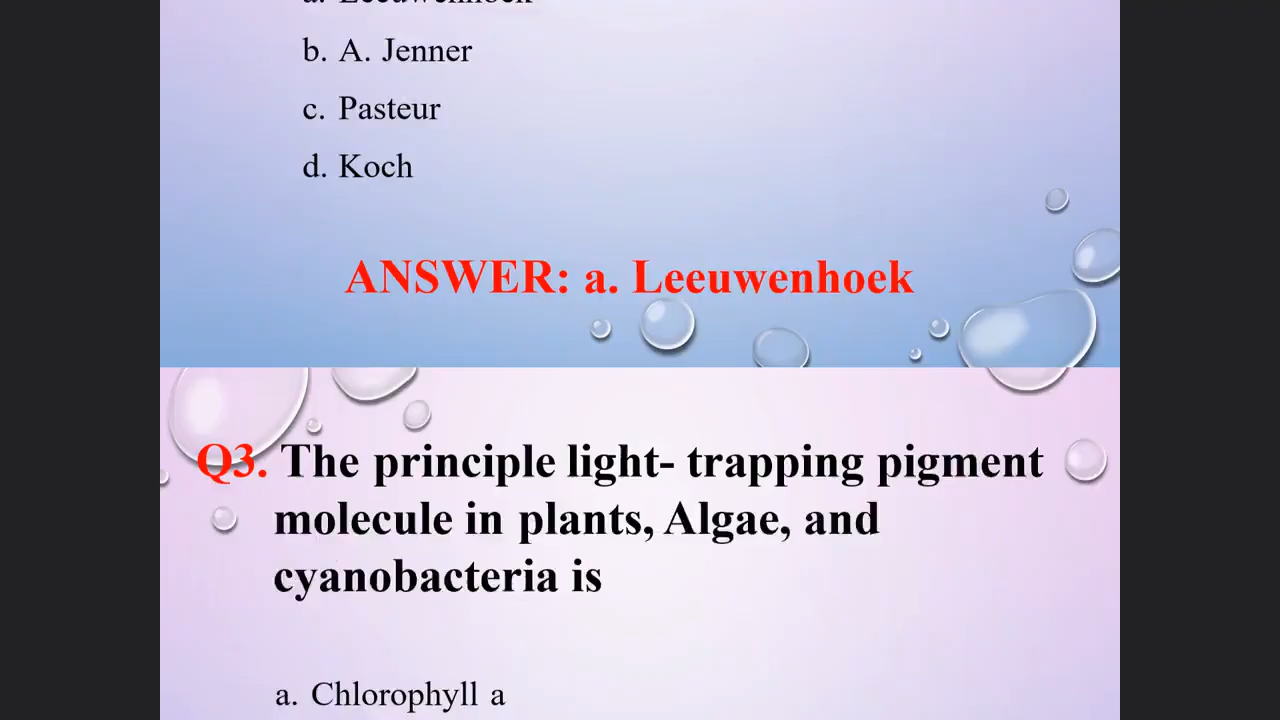 b. A. Jenner
c. Pasteur
d. Koch
ANSWER: a. Leeuwenhoek
Q3. The principle light- trapping pigment
molecule in plants, Algae, and
cyanobacteria is
a. Chlorophyll a